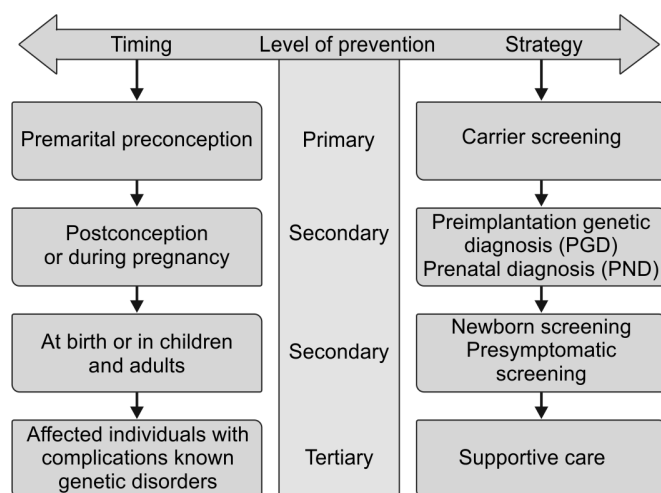 Timing Level of prevention Strategy
Premarital preconception Primary Carrier screening
Postconception
or during pregnancy
Secondary
Preimplantation genetic
diagnosis (PGD)
Prenatal diagnosis (PND)
At birth or in children
and adults
Secondary
Newborn screening
Presymptomatic
screening
Affected individuals with
complications known
genetic disorders
Tertiary
Supportive care